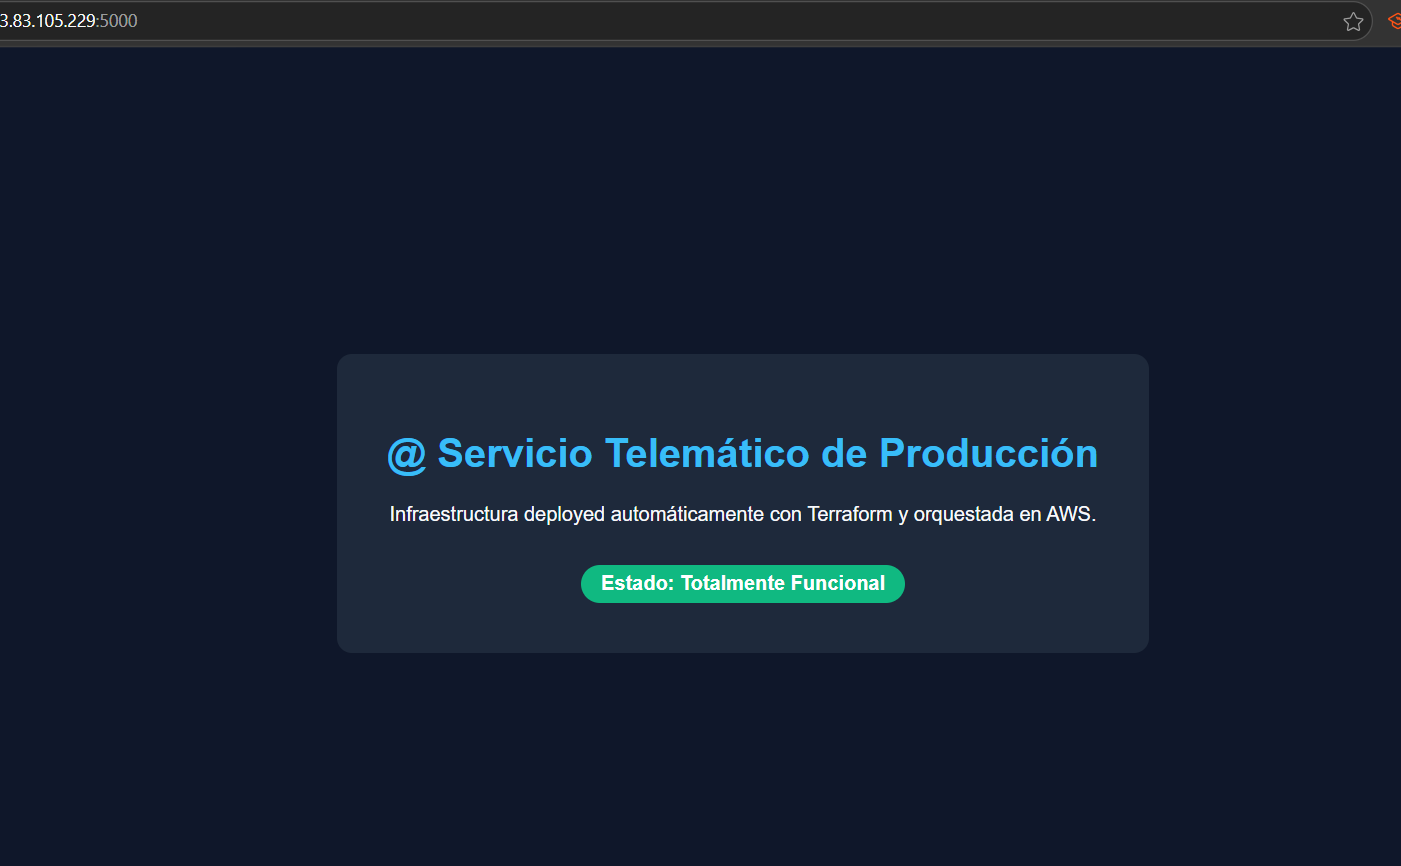 3.83.105.229:5000
@ Servicio Telemático de Producción
Infraestructura deployed automáticamente con Terraform y orquestada en AWS.
Estado: Totalmente Funcional